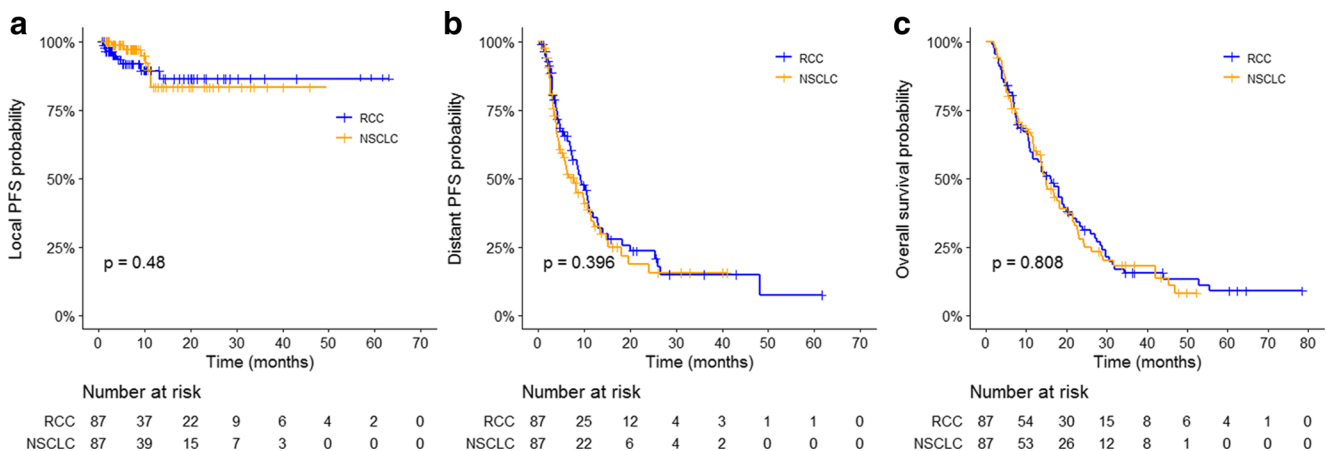 a
100%
75%
50%
25%
0%
Local PFS probability
RCC
NSCLC
p = 0.48
0 10 20 30 40 50 60 70
Time (months)
Number at risk
RCC 87 37 22 9 6 4 2 0
NSCLC 87 39 15 7 3 0 0 0
b
100%
75%
50%
25%
0%
Distant PFS probability
RCC
NSCLC
p = 0.396
0 10 20 30 40 50 60 70
Time (months)
Number at risk
RCC 87 25 12 4 3 1 1 0
NSCLC 87 22 6 4 2 0 0 0
c
100%
75%
50%
25%
0%
Overall survival probability
RCC
NSCLC
p = 0.808
0 10 20 30 40 50 60 70 80
Time (months)
Number at risk
RCC 87 54 30 15 8 6 4 1 0
NSCLC 87 53 26 12 8 1 0 0 0